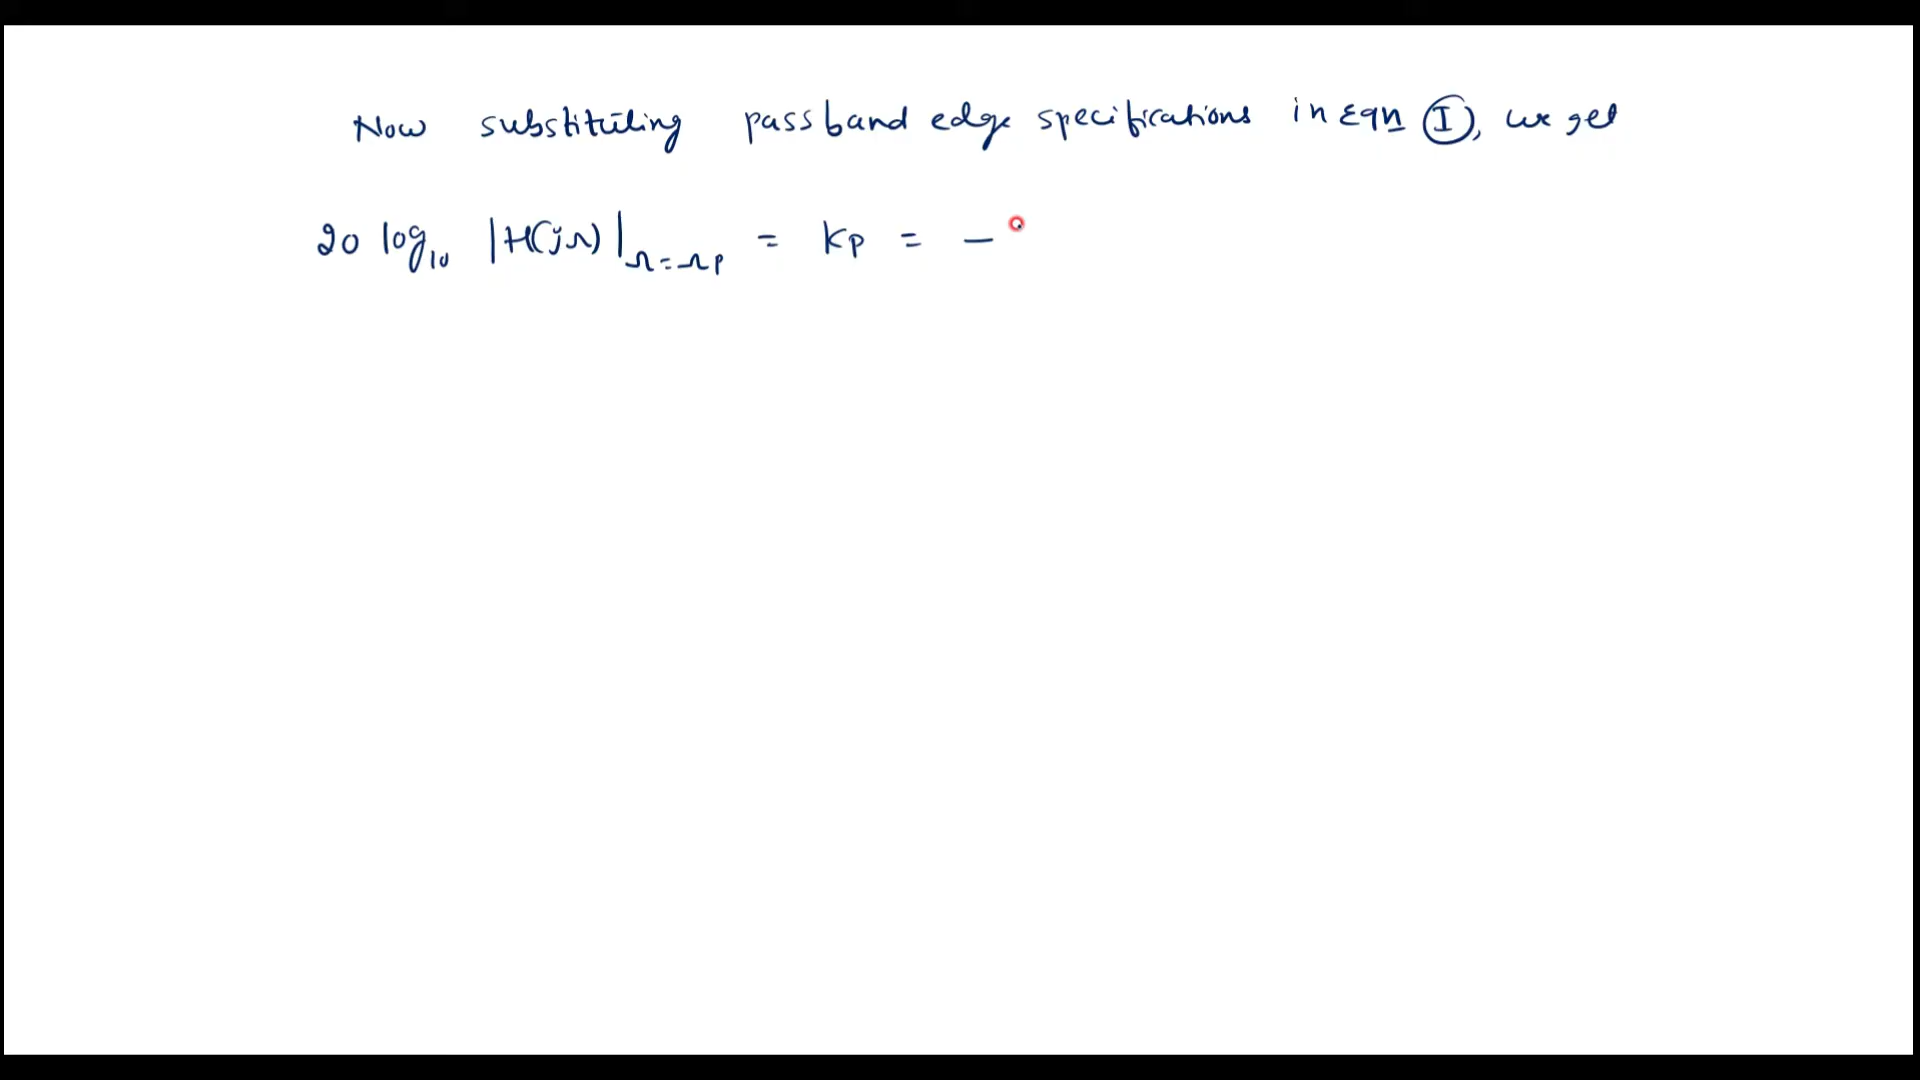 Now substituting passband edge specifications in Eqn (I), we get
20 log₁₀ |H(jΩ)|Ω=Ωp = Kp = −